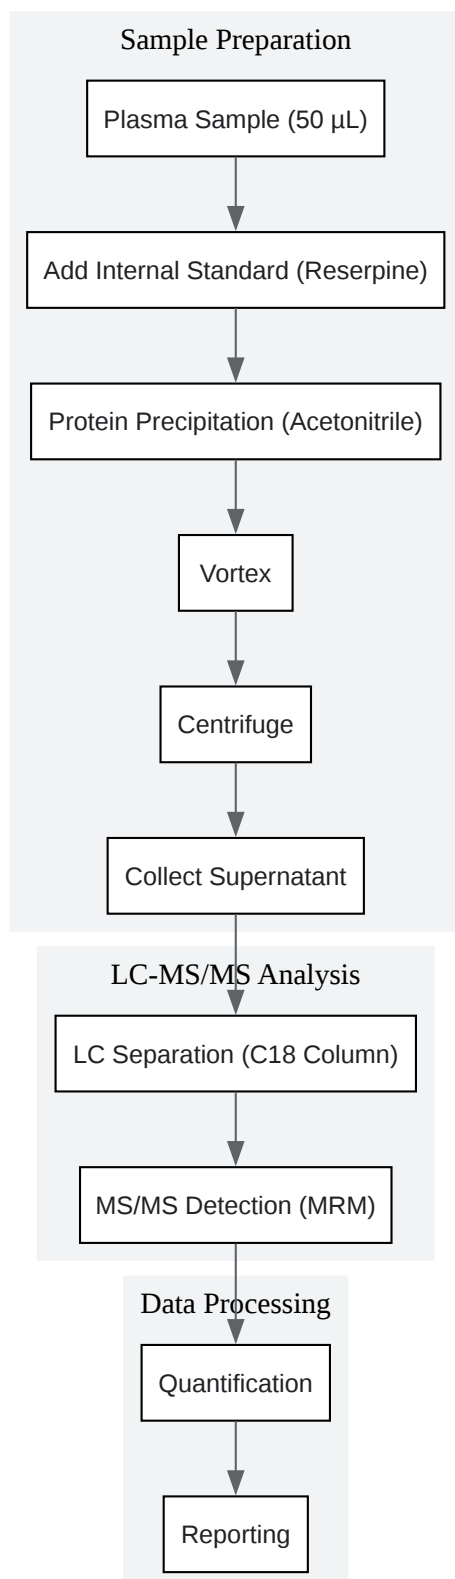 Sample Preparation
Plasma Sample (50 µL)
Add Internal Standard (Reserpine)
Protein Precipitation (Acetonitrile)
Vortex
Centrifuge
Collect Supernatant
LC-MS/MS Analysis
LC Separation (C18 Column)
MS/MS Detection (MRM)
Data Processing
Quantification
Reporting